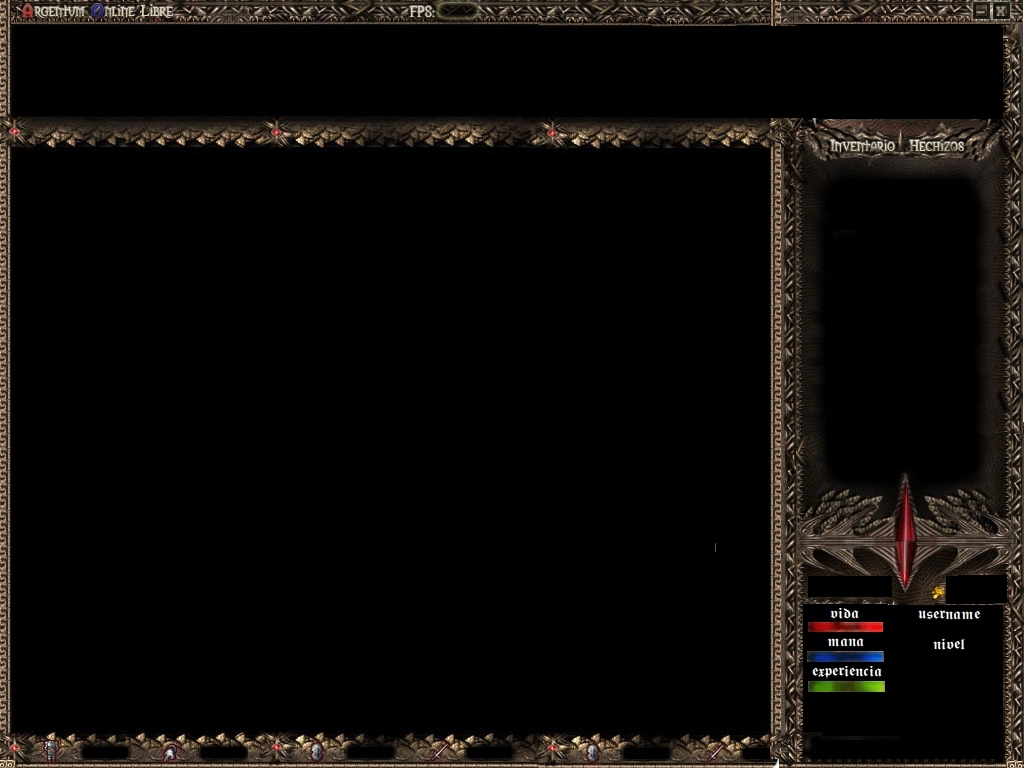 Argentum Online Libre
FPS:
Inventario Hechizos
vida
username
mana
nivel
experiencia